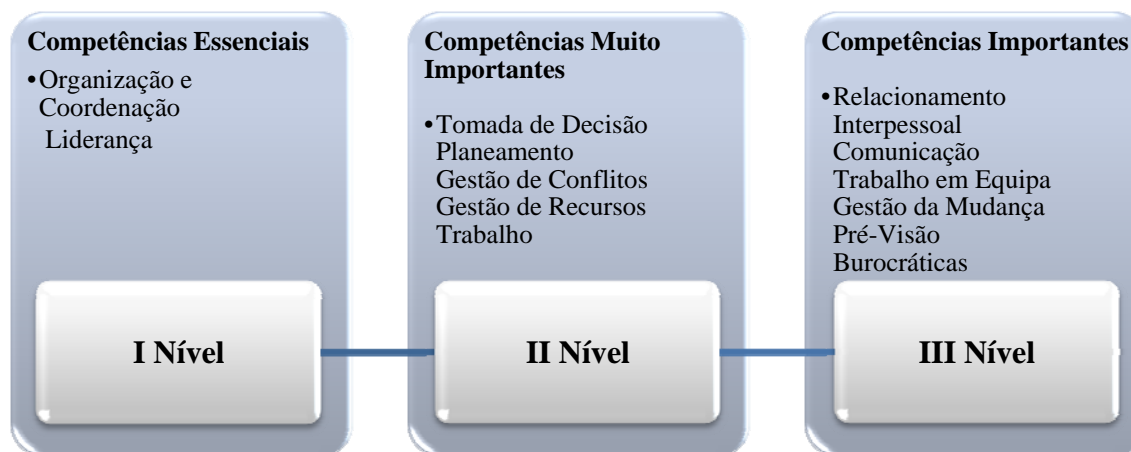 Competências Essenciais
•Organização e
Coordenação
Liderança
I Nível
Competências Muito
Importantes
•Tomada de Decisão
Planeamento
Gestão de Conflitos
Gestão de Recursos
Trabalho
II Nível
Competências Importantes
•Relacionamento
Interpessoal
Comunicação
Trabalho em Equipa
Gestão da Mudança
Pré-Visão
Burocráticas
III Nível